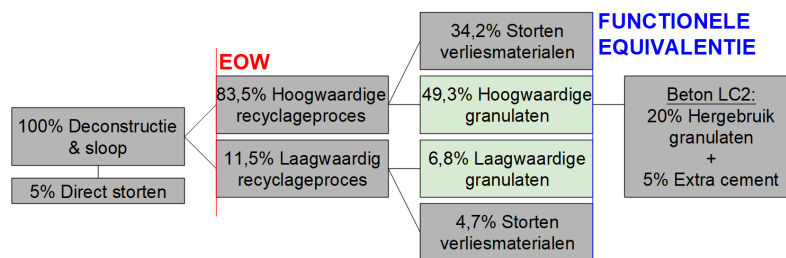 34,2% Storten
verliesmaterialen
FUNCTIONELE
EQUIVALENTIE
EOW
83,5% Hoogwaardige
recyclageproces
49,3% Hoogwaardige
granulaten
Beton LC2:
20% Hergebruik
granulaten
+
5% Extra cement
100% Deconstructie
& sloop
11,5% Laagwaardig
recyclageproces
6,8% Laagwaardige
granulaten
5% Direct storten
4,7% Storten
verliesmaterialen